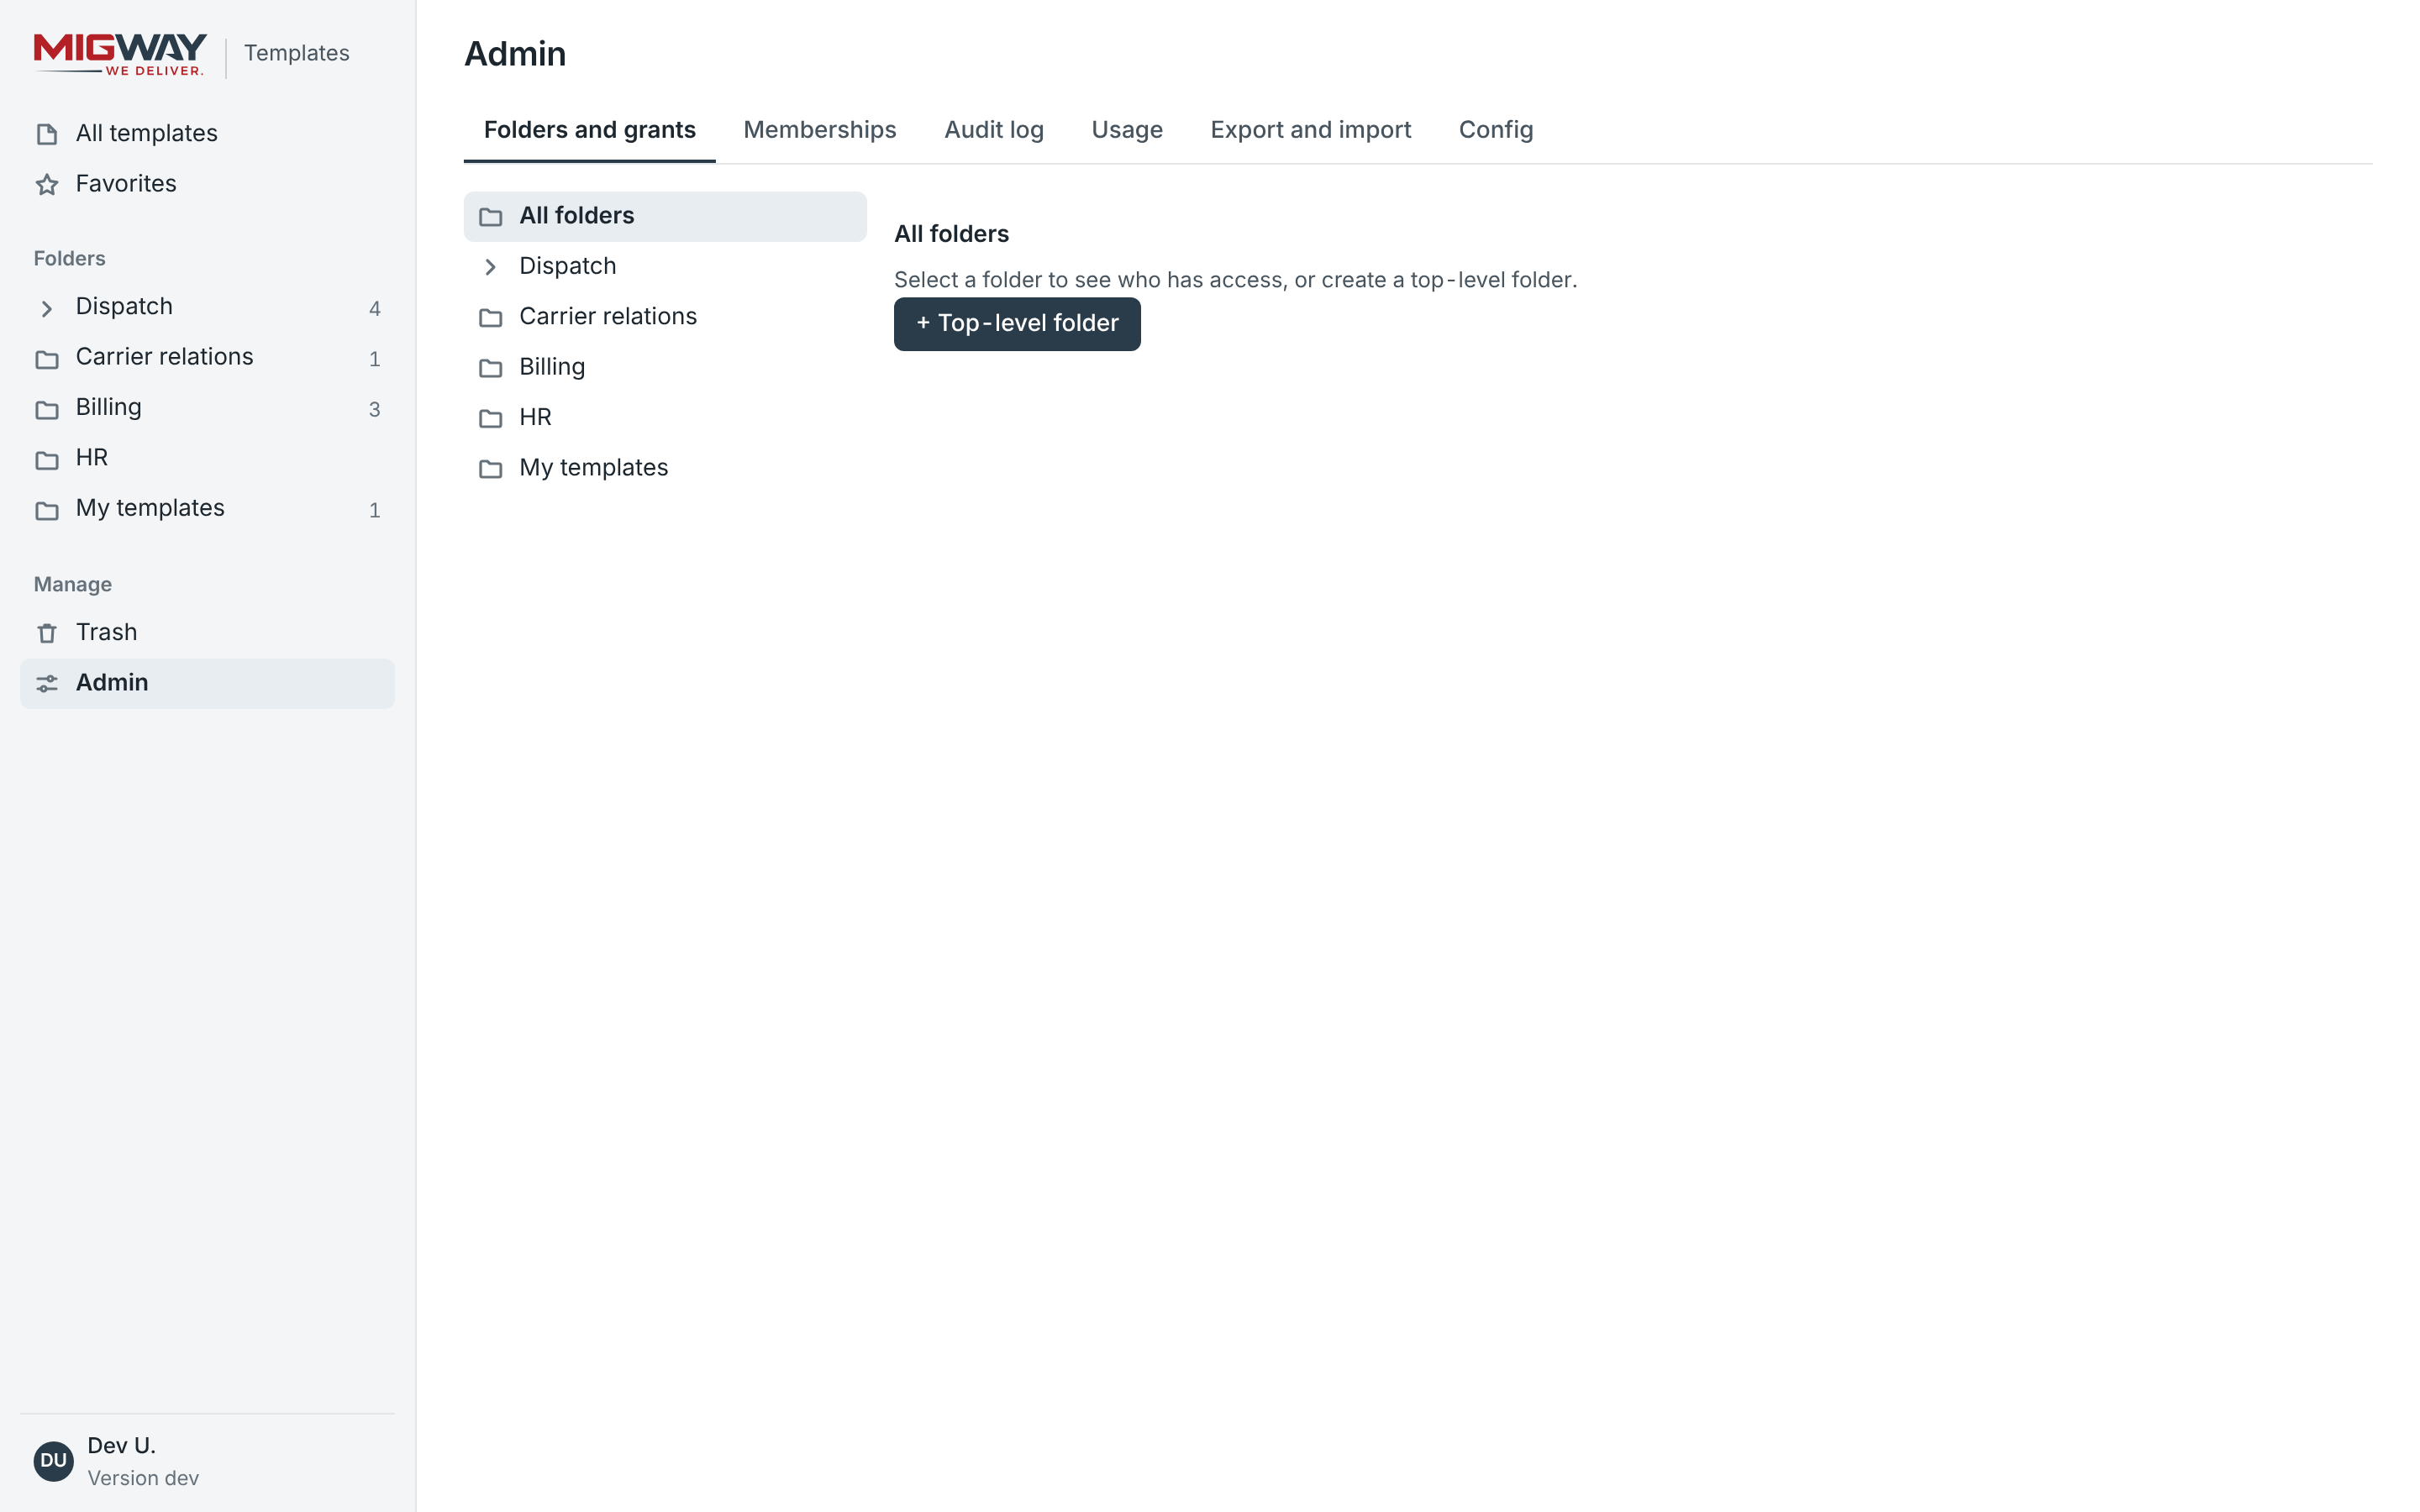 MIGWAY
WE DELIVER.
Templates
All templates
Favorites
Folders
Dispatch 4
Carrier relations 1
Billing 3
HR
My templates 1
Manage
Trash
Admin
DU
Dev U.
Version dev
Admin
Folders and grants Memberships Audit log Usage Export and import Config
All folders
Dispatch
Carrier relations
Billing
HR
My templates
All folders
Select a folder to see who has access, or create a top-level folder.
+ Top-level folder